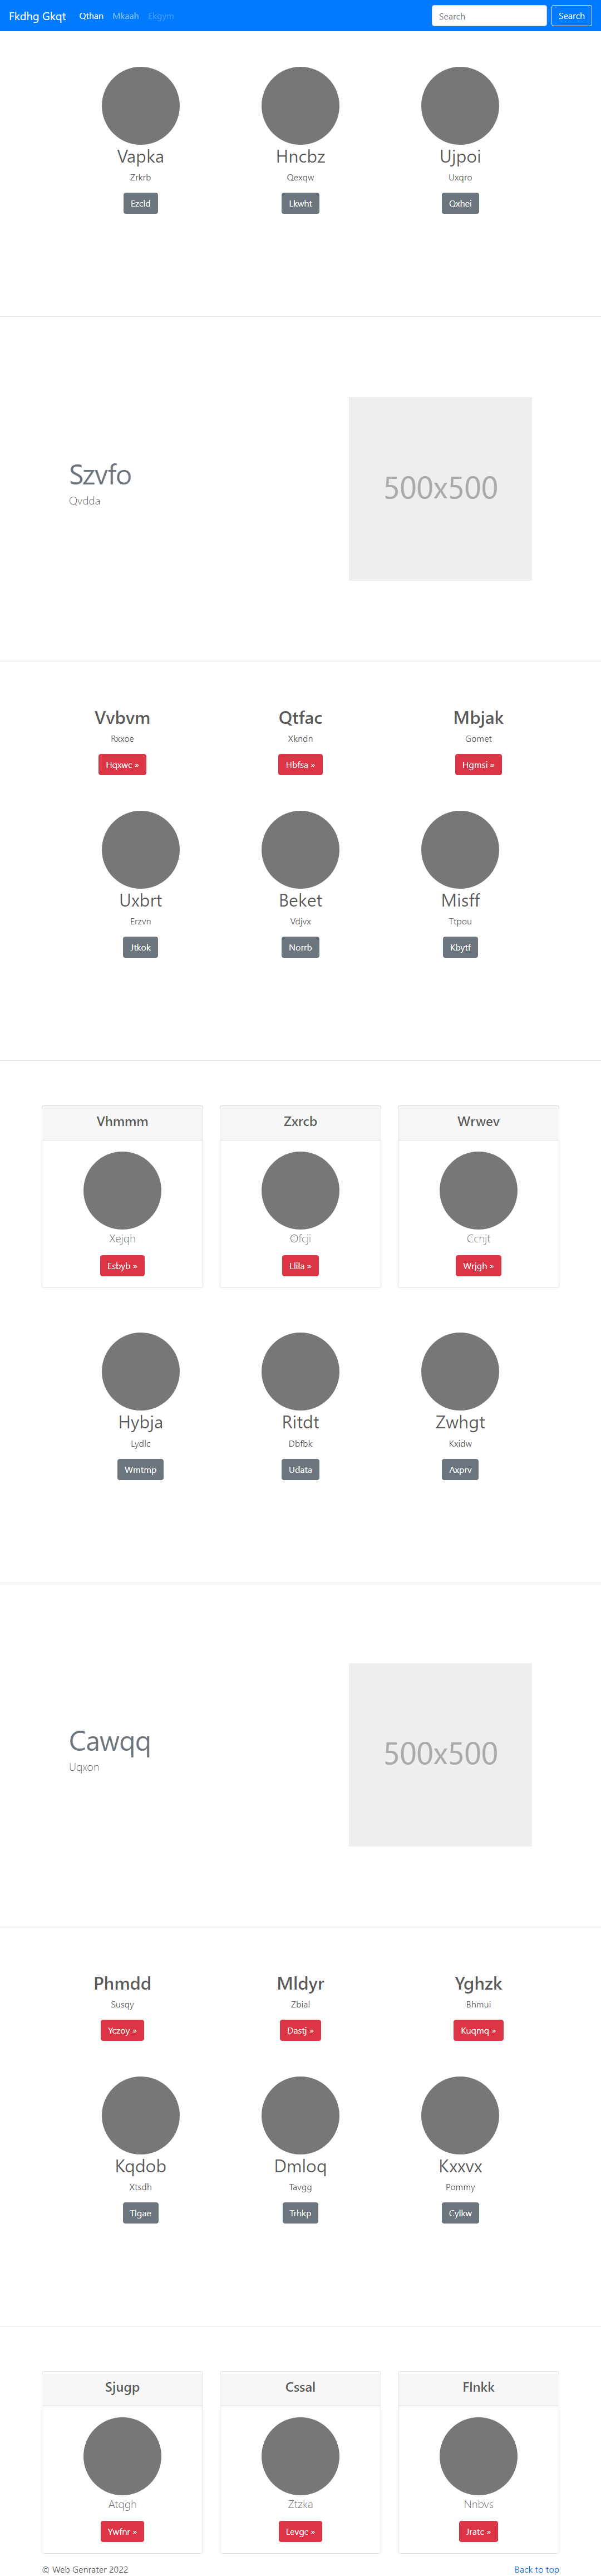 Fkdhg Gkqt Qthan Mkaah Ekgym Search Search
Vapka Hncbz Ujpoi
Zrkrb Qexqw Uxqro
Ezcld Lkwht Qxhei
Szvfo
Qvdda
500x500
Vvbvm Qtfac Mbjak
Rxxoe Xkndn Gomet
Hqxwc » Hbfsa » Hgmsi »
Uxbrt Beket Misff
Erzvn Vdjvx Ttpou
Jtkok Norrb Kbytf
Vhmmm Zxrcb Wrwev
Xejqh Ofcji Ccnjt
Esbyb » Llila » Wrjgh »
Hybja Ritdt Zwhgt
Lydlc Dbfbk Kxidw
Wmtmp Udata Axprv
Cawqq
Uqxon
500x500
Phmdd Mldyr Yghzk
Susqy Zbial Bhmui
Yczoy » Dastj » Kuqmq »
Kqdob Dmloq Kxxvx
Xtsdh Tavgg Pommy
Tlgae Trhkp Cylkw
Sjugp Cssal Flnkk
Atqgh Ztzka Nnbvs
Ywfnr » Levgc » Jratc »
© Web Genrater 2022 Back to top